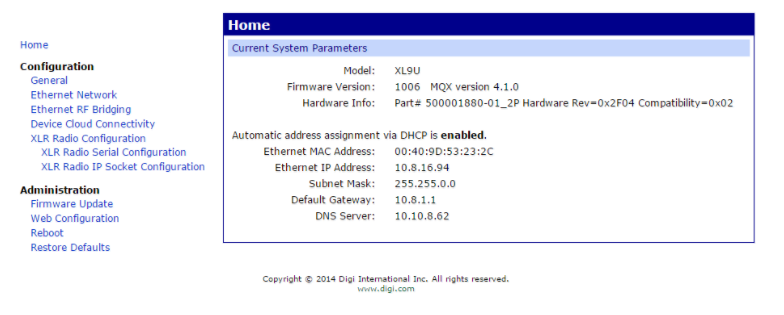 Home
Configuration
General
Ethernet Network
Ethernet RF Bridging
Device Cloud Connectivity
XLR Radio Configuration
XLR Radio Serial Configuration
XLR Radio IP Socket Configuration
Administration
Firmware Update
Web Configuration
Reboot
Restore Defaults
Home
Current System Parameters
Model: XL9U
Firmware Version: 1006 MQX version 4.1.0
Hardware Info: Part# 500001880-01_2P Hardware Rev=0x2F04 Compatibility=0x02
Automatic address assignment via DHCP is enabled.
Ethernet MAC Address: 00:40:9D:53:23:2C
Ethernet IP Address: 10.8.16.94
Subnet Mask: 255.255.0.0
Default Gateway: 10.8.1.1
DNS Server: 10.10.8.62
Copyright © 2014 Digi International Inc. All rights reserved.
www.digi.com